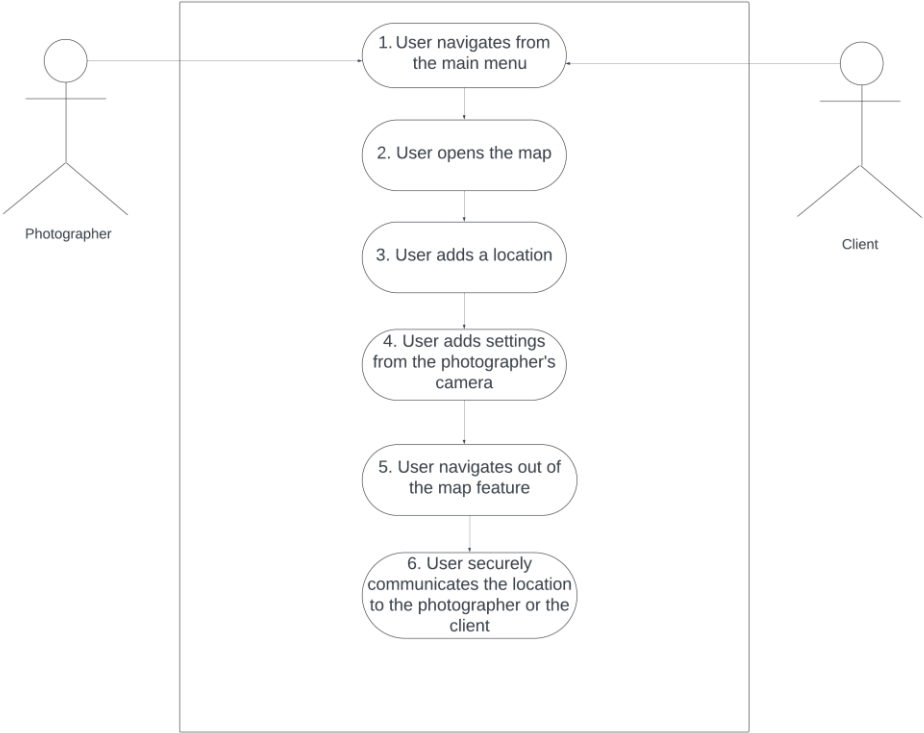 1. User navigates from
the main menu
2. User opens the map
3. User adds a location
4. User adds settings
from the photographer's
camera
5. User navigates out of
the map feature
6. User securely
communicates the location
to the photographer or the
client
Photographer
Client